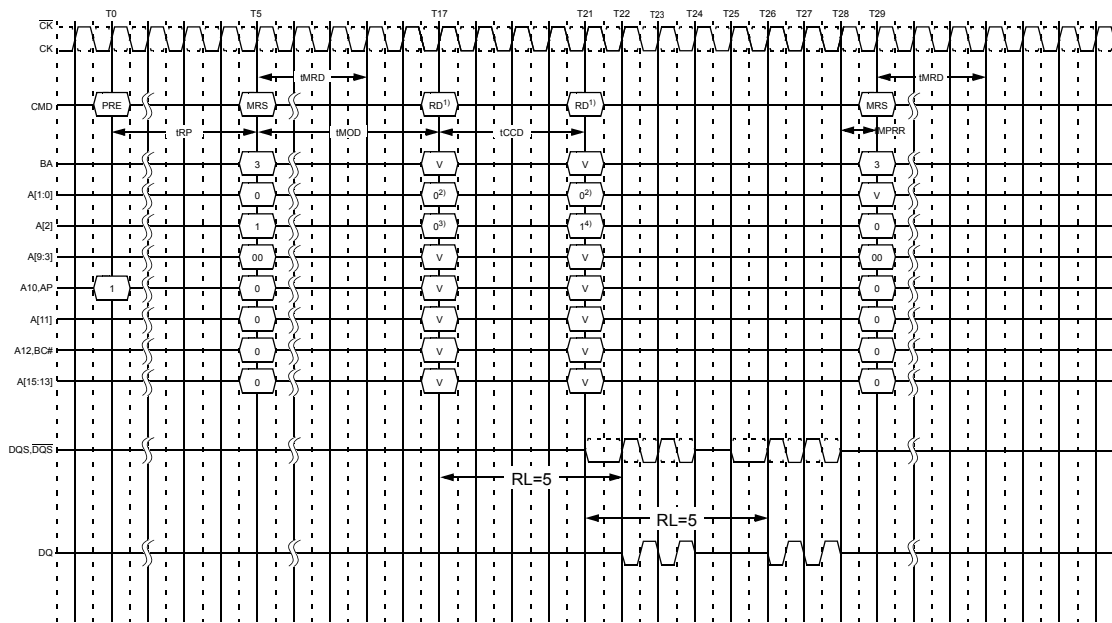 T0 T5 T17 T21 T22 T23 T24 T25 T26 T27 T28 T29
CK
CK
tMRD tMRD
CMD PRE MRS RD1) RD1) MRS
tRP tMOD tCCD tMPRR
BA 3 V V 3
A[1:0] 0 02) 02) V
A[2] 1 03) 14) 0
A[9:3] 00 V V 00
A10,AP 1 0 V V 0
A[11] 0 V V 0
A12,BC# 0 V V 0
A[15:13] 0 V V 0
DQS,DQS
RL=5
RL=5
DQ